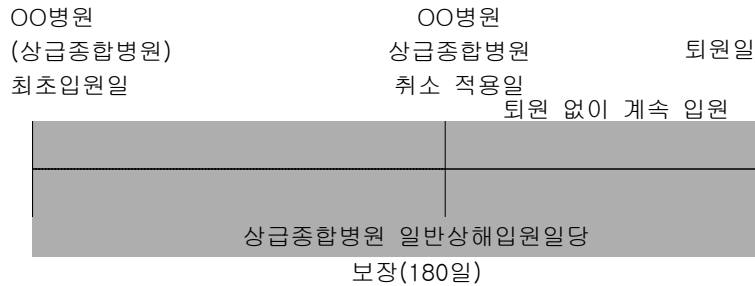 OO병원
(상급종합병원)
최초입원일
OO병원
상급종합병원
취소 적용일
퇴원일
퇴원 없이 계속 입원
상급종합병원 일반상해입원일당
보장(180일)